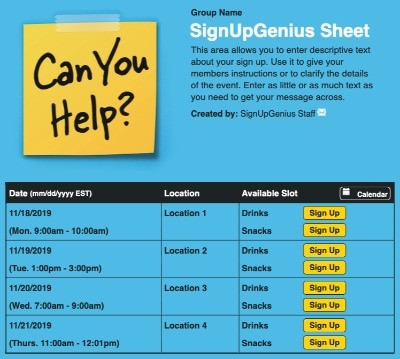 Can You
Help?
Group Name
SignUpGenius Sheet
This area allows you to enter descriptive text
about your sign up. Use it to give your
members instructions or to clarify the details
of the event. Enter as little or as much text as
you need to get your message across.
Created by: SignUpGenius Staff
Date (mm/dd/yyyy EST) Location Available Slot Calendar
11/18/2019 Location 1 Drinks Sign Up
(Mon. 9:00am - 10:00am) Snacks Sign Up
11/19/2019 Location 2 Drinks Sign Up
(Tue. 1:00pm - 3:00pm) Snacks Sign Up
11/20/2019 Location 3 Drinks Sign Up
(Wed. 7:00am - 9:00am) Snacks Sign Up
11/21/2019 Location 4 Drinks Sign Up
(Thurs. 11:00am - 12:01pm) Snacks Sign Up